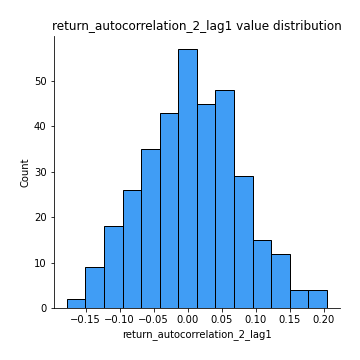 return_autocorrelation_2_lag1 value distribution
50
40
30
20
10
0
Count
−0.15 −0.10 −0.05 0.00 0.05 0.10 0.15 0.20
return_autocorrelation_2_lag1